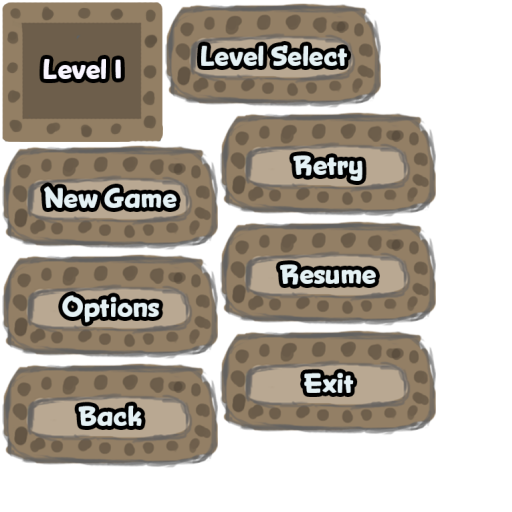 Level 1
Level Select
New Game
Retry
Options
Resume
Back
Exit